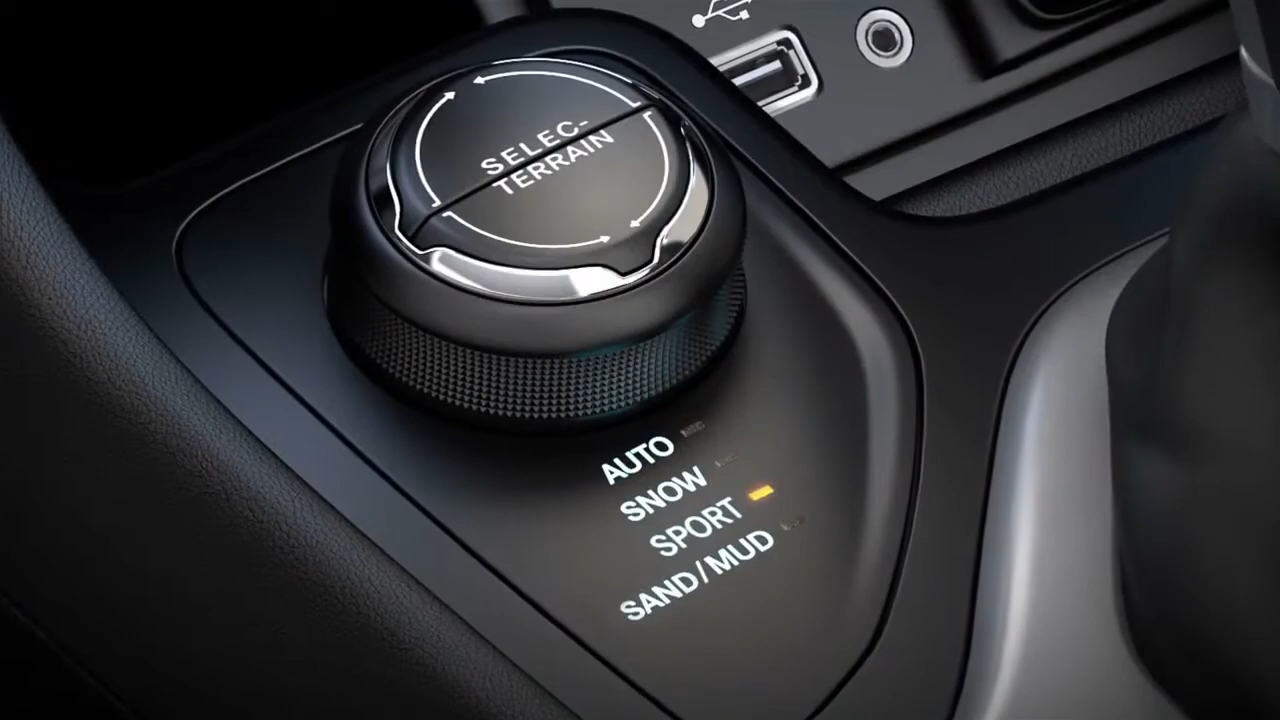 SELEC-
TERRAIN
AUTO
SNOW
SPORT
SAND/MUD